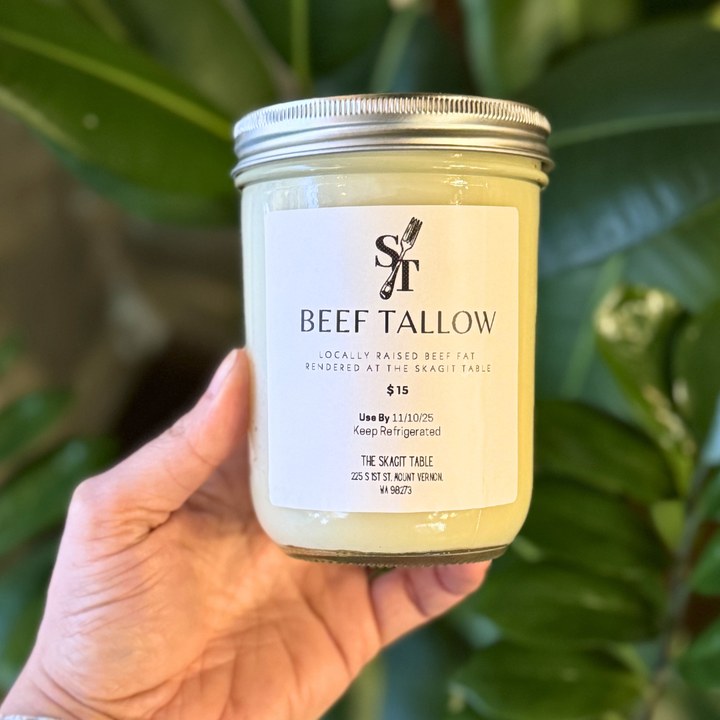 ST
BEEF TALLOW
LOCALLY RAISED BEEF FAT
RENDERED AT THE SKAGIT TABLE
$15
Use By 11/10/25
Keep Refrigerated
THE SKAGIT TABLE
225 S 1ST ST. MOUNT VERNON.
WA 98273